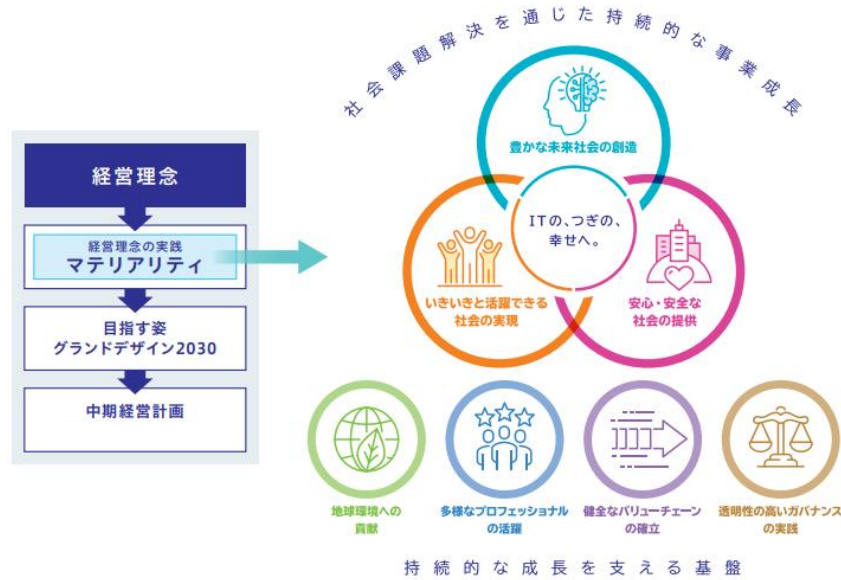 社会課題解決を通じた持続的な事業成長
経営理念
経営理念の実践
マテリアリティ
目指す姿
グランドデザイン2030
中期経営計画
豊かな未来社会の創造
ITの、つぎの、
幸せへ。
いきいきと活躍できる
社会の実現
安心・安全な
社会の提供
地球環境への
貢献
多様なプロフェッショナル
の活躍
健全なバリューチェーン
の確立
透明性の高いガバナンス
の実践
持続的な成長を支える基盤